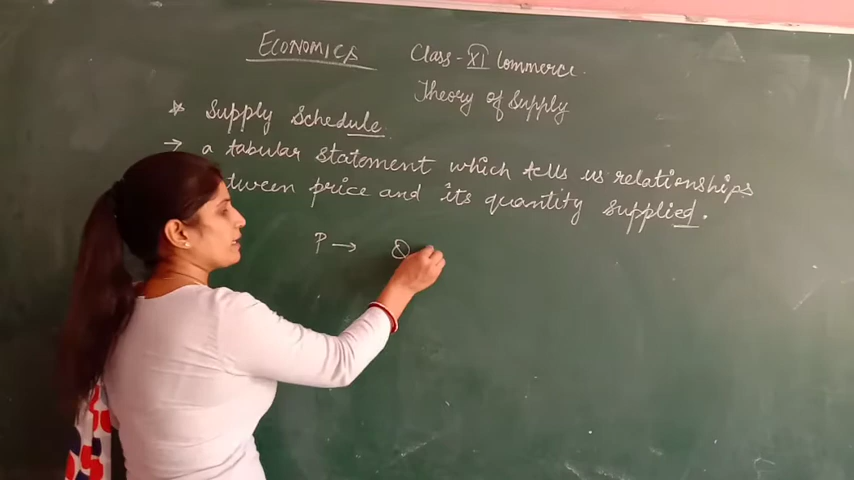 Economics Class - XI Commerce.
Theory of Supply
* Supply Schedule.
→ a tabular statement which tells us relationships
tween price and its quantity supplied.
P → Q